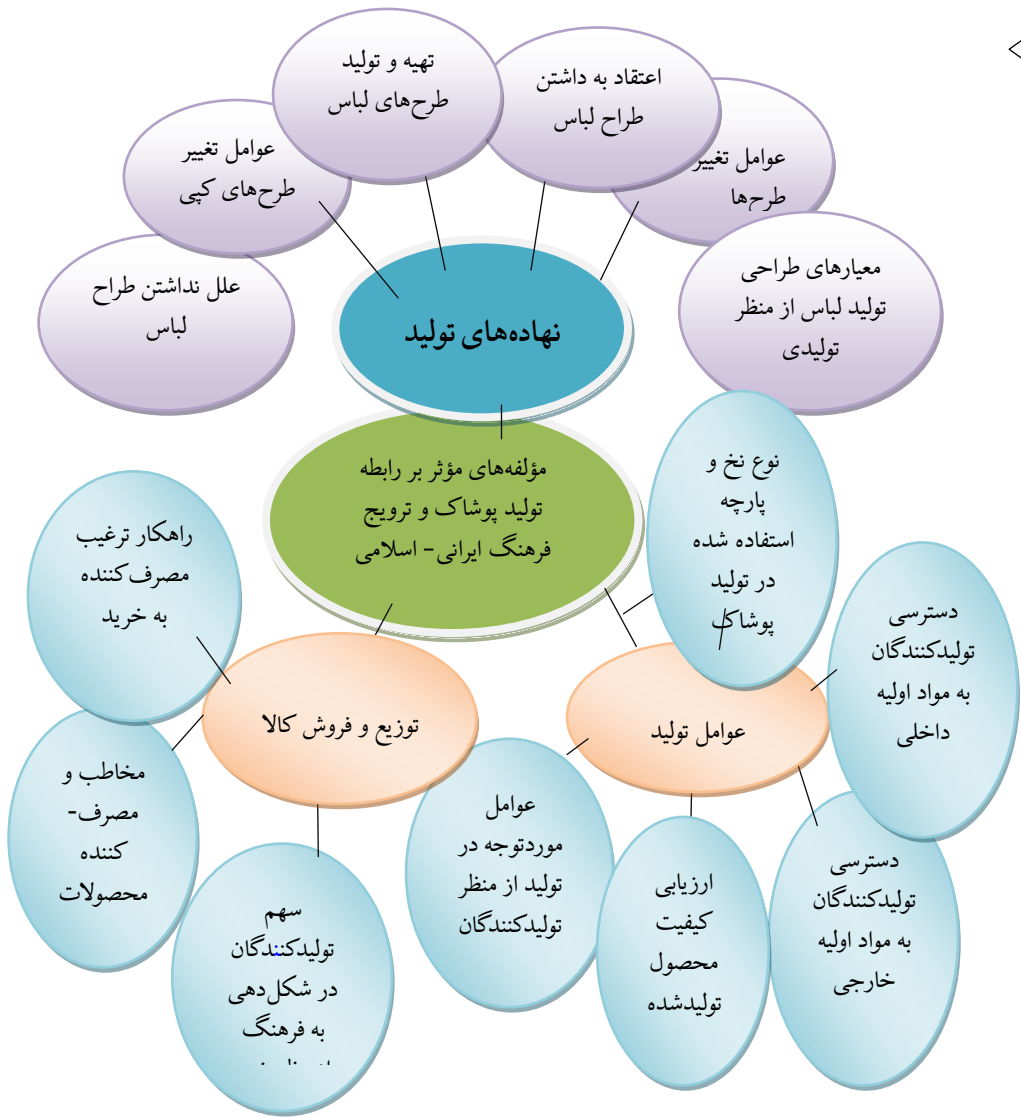 تهیه و تولید
طرح‌های لباس
اعتقاد به داشتن
طراح لباس
عوامل تغییر
طرح‌ها
عوامل تغییر
طرح‌های کپی
معیارهای طراحی
تولید لباس از منظر
تولیدی
علل نداشتن طراح
لباس
نهاده‌های تولید
مؤلفه‌های مؤثر بر رابطه
تولید پوشاک و ترویج
فرهنگ ایرانی- اسلامی
نوع نخ و
پارچه
استفاده شده
در تولید
پوشاک
راهکار ترغیب
مصرف‌کننده
به خرید
دسترسی
تولیدکنندگان
به مواد اولیه
داخلی
توزیع و فروش کالا
عوامل تولید
مخاطب و
مصرف-
کننده
محصولات
عوامل
موردتوجه در
تولید از منظر
تولیدکنندگان
ارزیابی
کیفیت
محصول
تولیدشده
دسترسی
تولیدکنندگان
به مواد اولیه
خارجی
سهم
تولیدکنندگان
در شکل‌دهی
به فرهنگ